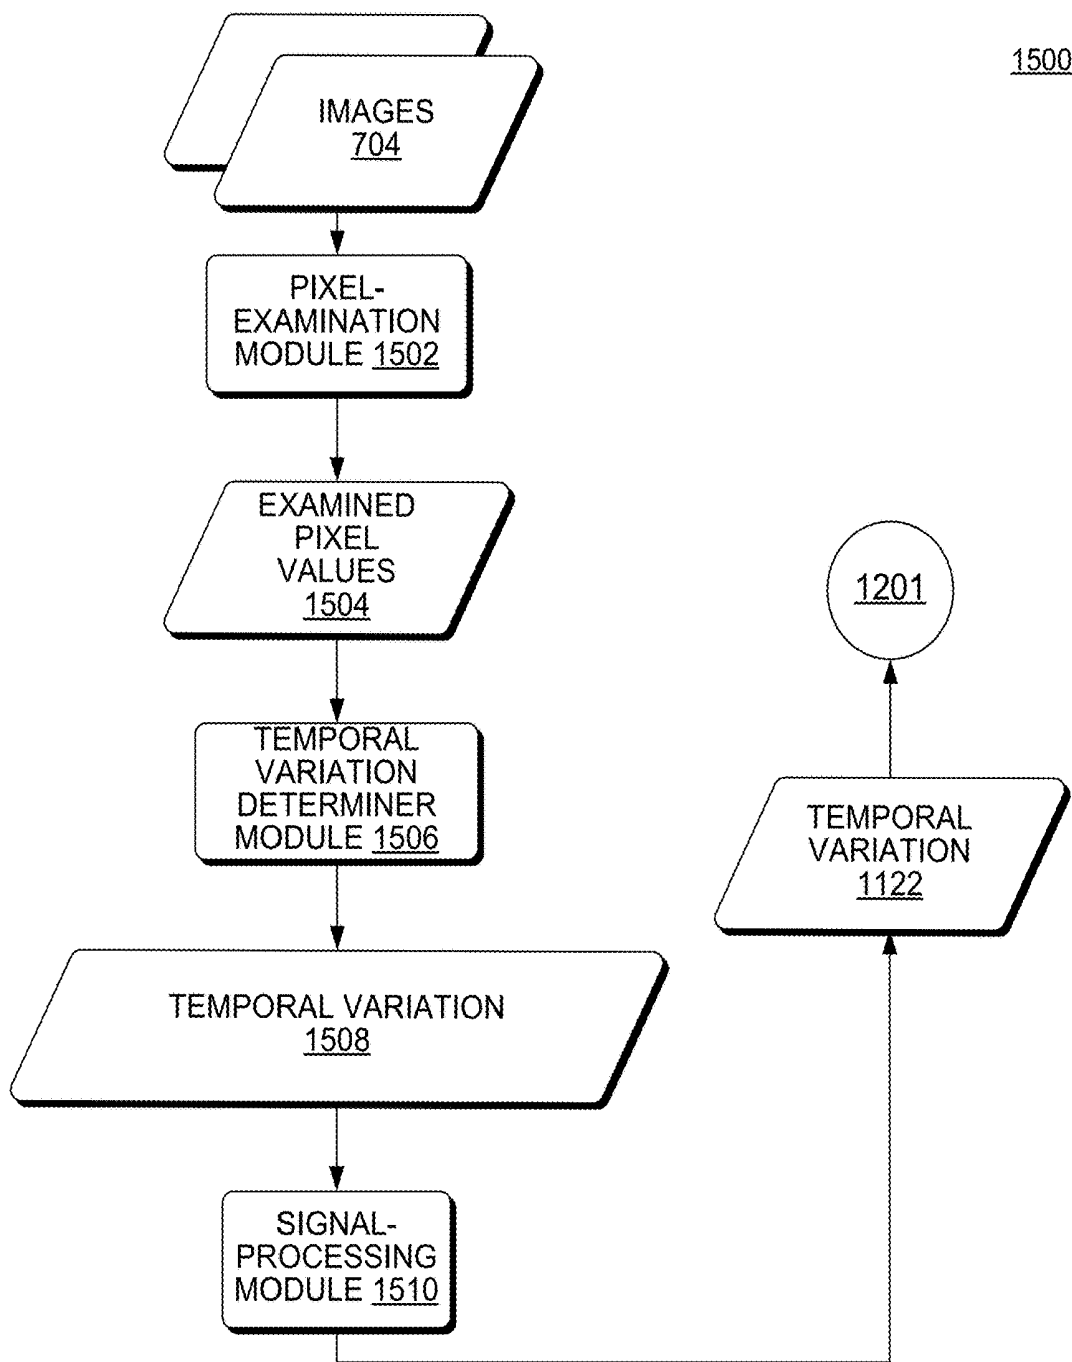 1500
IMAGES
704
PIXEL-
EXAMINATION
MODULE 1502
EXAMINED
PIXEL
VALUES
1504
TEMPORAL
VARIATION
DETERMINER
MODULE 1506
TEMPORAL VARIATION
1508
SIGNAL-
PROCESSING
MODULE 1510
TEMPORAL
VARIATION
1122
1201